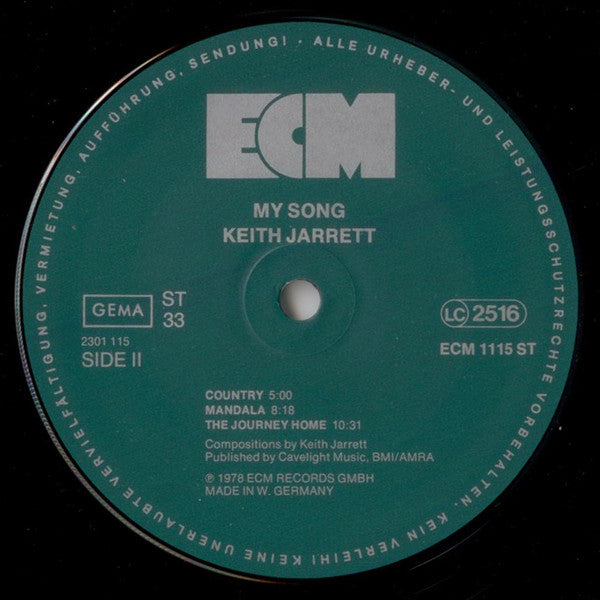 ALLE URHEBER- UND LEISTUNGSSCHUTZRECHTE VORBEHALTEN. KEIN VERLEIH! KEINE UNERLAUBTE VERVIELFÄLTIGUNG, VERMIETUNG, AUFFÜHRUNG, SENDUNG! ·
ECM
MY SONG
KEITH JARRETT
GEMA
ST
33
2301 115
SIDE II
LC 2516
ECM 1115 ST
COUNTRY 5:00
MANDALA 8:18
THE JOURNEY HOME 10:31
Compositions by Keith Jarrett
Published by Cavelight Music, BMI/AMRA
℗ 1978 ECM RECORDS GMBH
MADE IN W. GERMANY